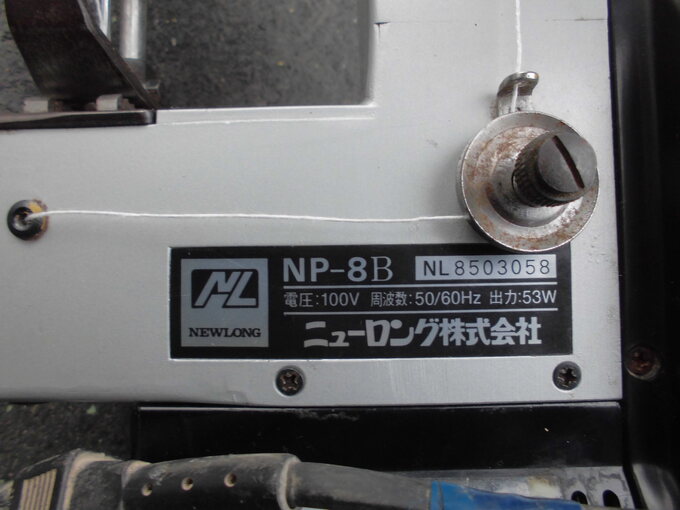 NL
NEWLONG
NP-8B NL8503058
電圧:100V 周波数:50/60Hz 出力:53W
ニューロング株式会社